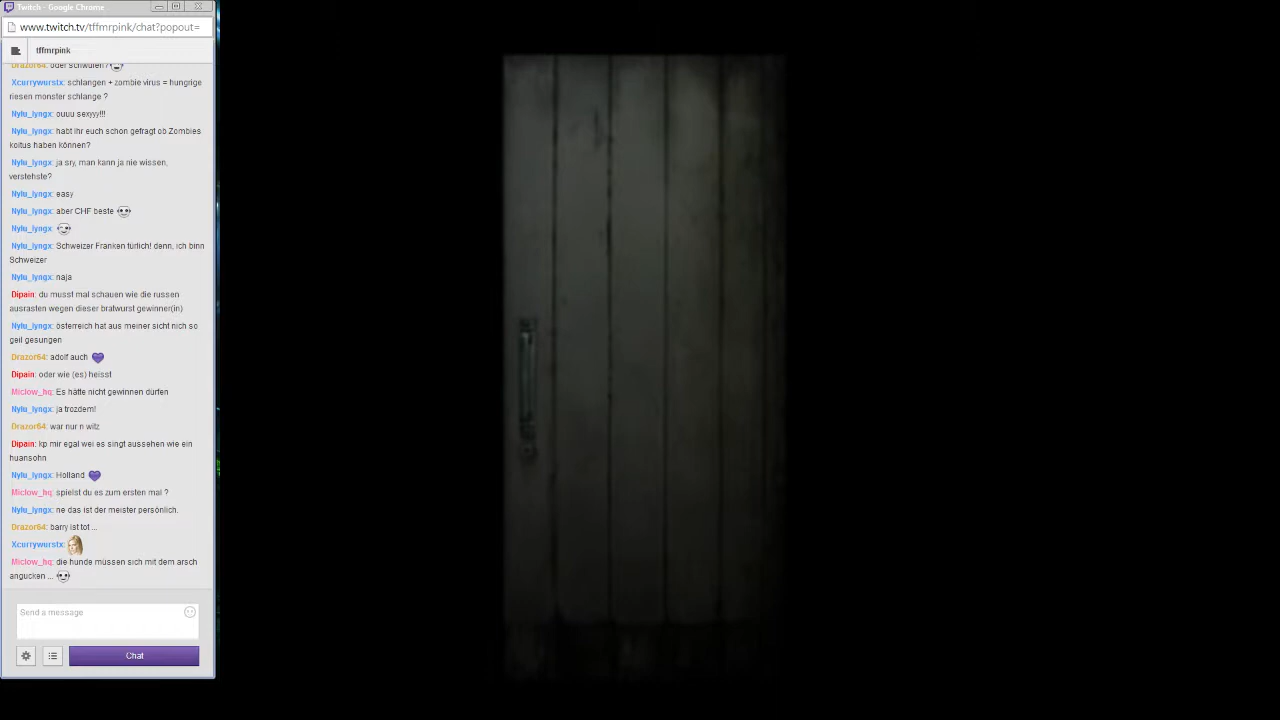 Twitch - Google Chrome
www.twitch.tv/tffmrpink/chat?popout=
tffmrpink
Drazor64: oder schwulen?
Xcurrywurstx: schlangen + zombie virus = hungrige
riesen monster schlange ?
Nylu_lyngx: ouuu sexyyy!!!
Nylu_lyngx: habt ihr euch schon gefragt ob Zombies
koitus haben können?
Nylu_lyngx: ja sry, man kann ja nie wissen,
verstehste?
Nylu_lyngx: easy
Nylu_lyngx: aber CHF beste
Nylu_lyngx:
Nylu_lyngx: Schweizer Franken türlich! denn, ich binn
Schweizer
Nylu_lyngx: naja
Dipain: du musst mal schauen wie die russen
ausrasten wegen dieser bratwurst gewinner(in)
Nylu_lyngx: österreich hat aus meiner sicht nich so
geil gesungen
Drazor64: adolf auch
Dipain: oder wie (es) heisst
Miclow_hq: Es hätte nicht gewinnen dürfen
Nylu_lyngx: ja trozdem!
Drazor64: war nur n witz
Dipain: kp mir egal wei es singt aussehen wie ein
huansohn
Nylu_lyngx: Holland
Miclow_hq: spielst du es zum ersten mal ?
Nylu_lyngx: ne das ist der meister persönlich.
Drazor64: barry ist tot ...
Xcurrywurstx:
Miclow_hq: die hunde müssen sich mit dem arsch
angucken ...
Send a message
Chat